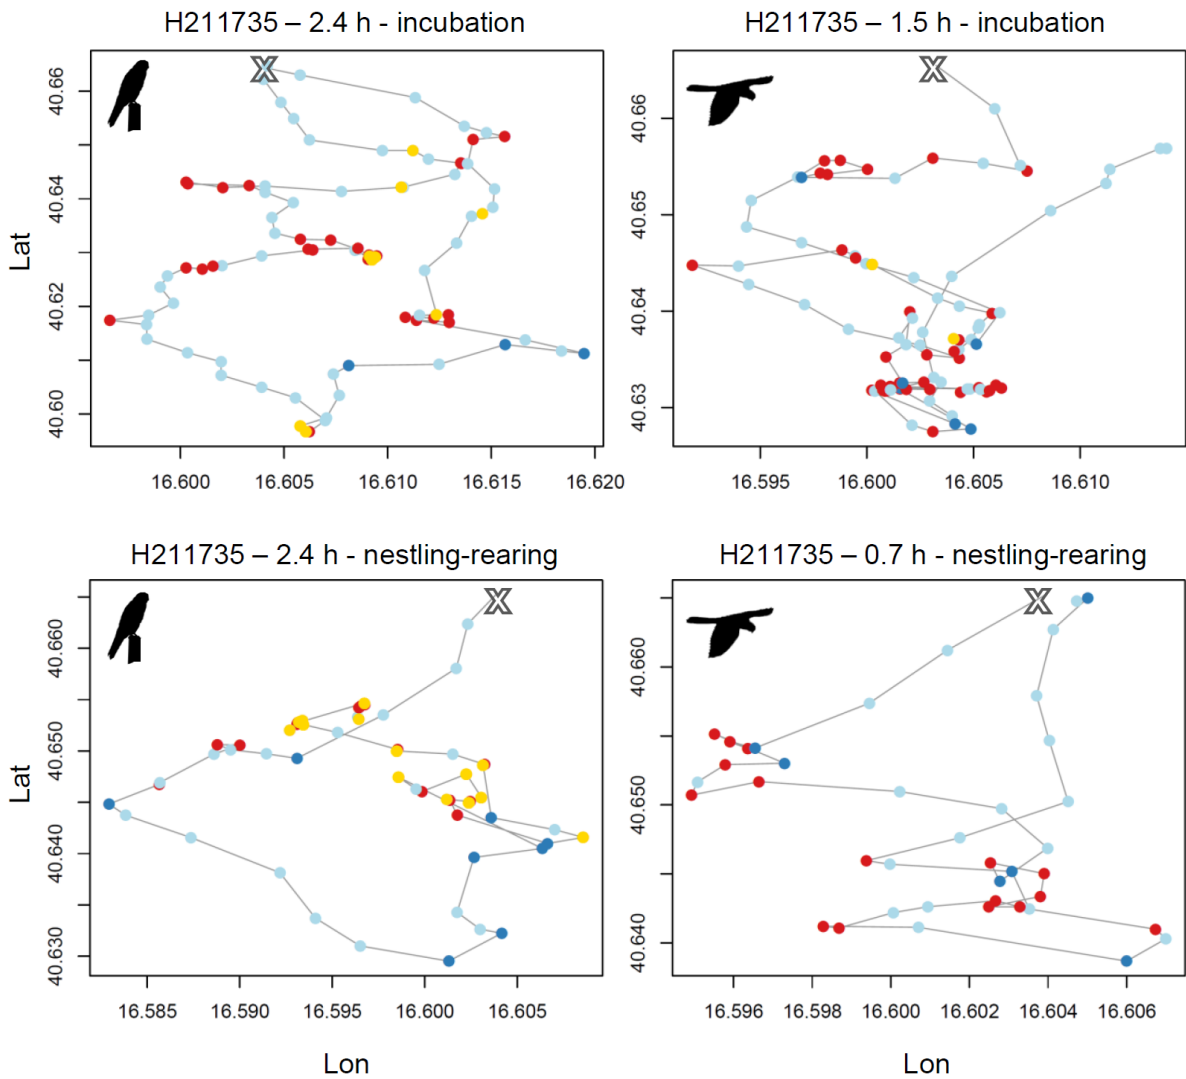 H211735 – 2.4 h - incubation
H211735 – 1.5 h - incubation
Lat
40.66
40.64
40.62
40.60
16.600 16.605 16.610 16.615 16.620
40.66
40.65
40.64
40.63
16.595 16.600 16.605 16.610
H211735 – 2.4 h - nestling-rearing
H211735 – 0.7 h - nestling-rearing
Lat
40.660
40.650
40.640
40.630
16.585 16.590 16.595 16.600 16.605
40.660
40.650
40.640
16.596 16.598 16.600 16.602 16.604 16.606
X
X
X
X
Lon
Lon